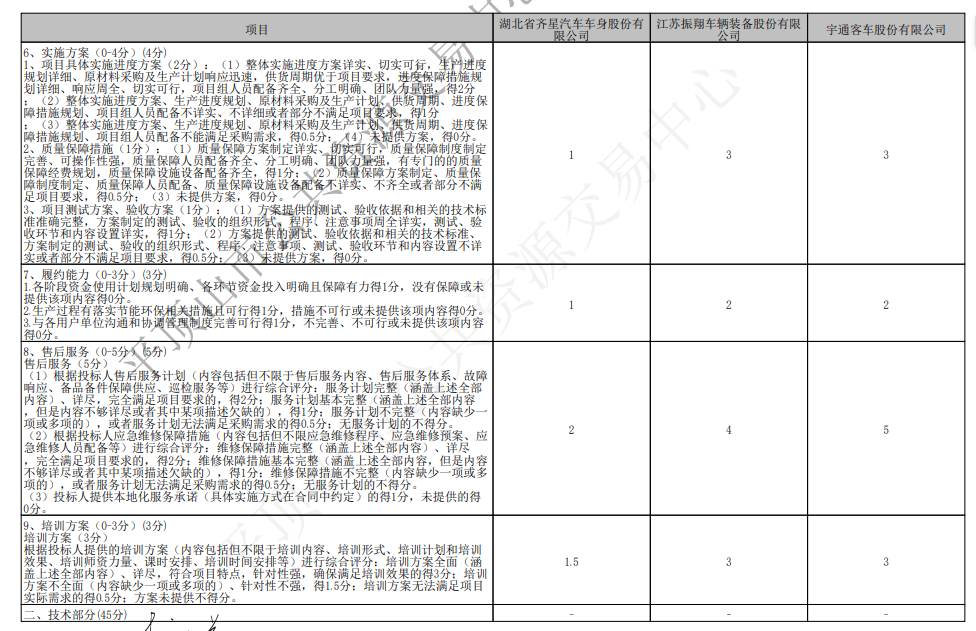 项目
湖北省齐星汽车车身股份有
限公司
江苏振翔车辆装备股份有限
公司
宇通客车股份有限公司
6、实施方案（0-4分）(4分)
1、项目具体实施进度方案（2分）：（1）整体实施进度方案详实、切实可行，生产进度
规划详细、原材料采购及生产计划响应迅速，供货周期优于项目要求，进度保障措施规
划详细、响应周全、切实可行，项目组人员配备齐全、分工明确、团队力量强，得2分
；（2）整体实施进度方案、生产进度规划、原材料采购及生产计划、供货周期、进度保
障措施规划、项目组人员配备不详实、不详细或者部分不满足项目要求，得1分
；（3）整体实施进度方案、生产进度规划、原材料采购及生产计划、供货周期、进度保
障措施规划、项目组人员配备不能满足采购需求，得0.5分；（4）未提供方案，得0分。
2、质量保障措施（1分）：（1）质量保障方案制定详实、切实可行，质量保障制度制定
完善、可操作性强，质量保障人员配备齐全、分工明确、团队力量强，有专门的的质量
保障经费规划，质量保障设施设备配备齐全，得1分；（2）质量保障方案制定、质量保
障制度制定、质量保障人员配备、质量保障设施设备配备不详实、不齐全或者部分不满
足项目要求，得0.5分；（3）未提供方案，得0分。
3、项目测试方案、验收方案（1分）：（1）方案提供的测试、验收依据和相关的技术标
准准确完整，方案制定的测试、验收的组织形式、程序、注意事项周全详实，测试、验
收环节和内容设置详实，得1分；（2）方案提供的测试、验收依据和相关的技术标准、
方案制定的测试、验收的组织形式、程序、注意事项、测试、验收环节和内容设置不详
实或者部分不满足项目要求，得0.5分；（3）未提供方案，得0分。
1
3
3
7、履约能力（0-3分）(3分)
1.各阶段资金使用计划规划明确、各环节资金投入明确且保障有力得1分，没有保障或未
提供该项内容得0分。
2.生产过程有落实节能环保相关措施且可行得1分，措施不可行或未提供该项内容得0分。
3.与各用户单位沟通和协调管理制度完善可行得1分，不完善、不可行或未提供该项内容
得0分。
1
2
2
8、售后服务（0-5分）(5分)
售后服务（5分）
（1）根据投标人售后服务计划（内容包括但不限于售后服务内容、售后服务体系、故障
响应、备品备件保障供应、巡检服务等）进行综合评分：服务计划完整（涵盖上述全部
内容）、详尽，完全满足项目要求的，得2分；服务计划基本完整（涵盖上述全部内容
，但是内容不够详尽或者其中某项描述欠缺的），得1分；服务计划不完整（内容缺少一
项或多项的），或者服务计划无法满足采购需求的得0.5分；无服务计划的不得分。
（2）根据投标人应急维修保障措施（内容包括但不限应急维修程序、应急维修预案、应
急维修人员配备等）进行综合评分：维修保障措施完整（涵盖上述全部内容）、详尽
，完全满足项目要求的，得2分；维修保障措施基本完整（涵盖上述全部内容，但是内容
不够详尽或者其中某项描述欠缺的），得1分；维修保障措施不完整（内容缺少一项或多
项的），或者服务计划无法满足采购需求的得0.5分；无服务计划的不得分。
（3）投标人提供本地化服务承诺（具体实施方式在合同中约定）的得1分，未提供的得
0分。
2
4
5
9、培训方案（0-3分）(3分)
培训方案（3分）
根据投标人提供的培训方案（内容包括但不限于培训内容、培训形式、培训计划和培训
效果、培训师资力量、课时安排、培训时间安排等）进行综合评分：培训方案全面（涵
盖上述全部内容）、详尽，符合项目特点，针对性强，确保满足培训效果的得3分；培训
方案不全面（内容缺少一项或多项的）、针对性不强，得1.5分；培训方案无法满足项目
实际需求的得0.5分；方案未提供不得分。
1.5
3
3
二、技术部分(45分)
-
-
-